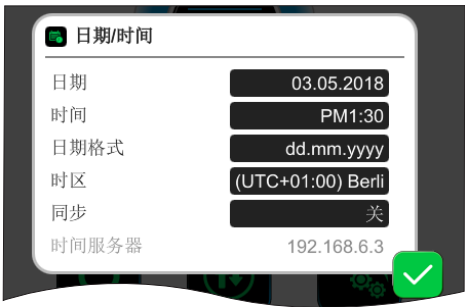 日期/时间
日期 03.05.2018
时间 PM1:30
日期格式 dd.mm.yyyy
时区 (UTC+01:00) Berli
同步 关
时间服务器 192.168.6.3